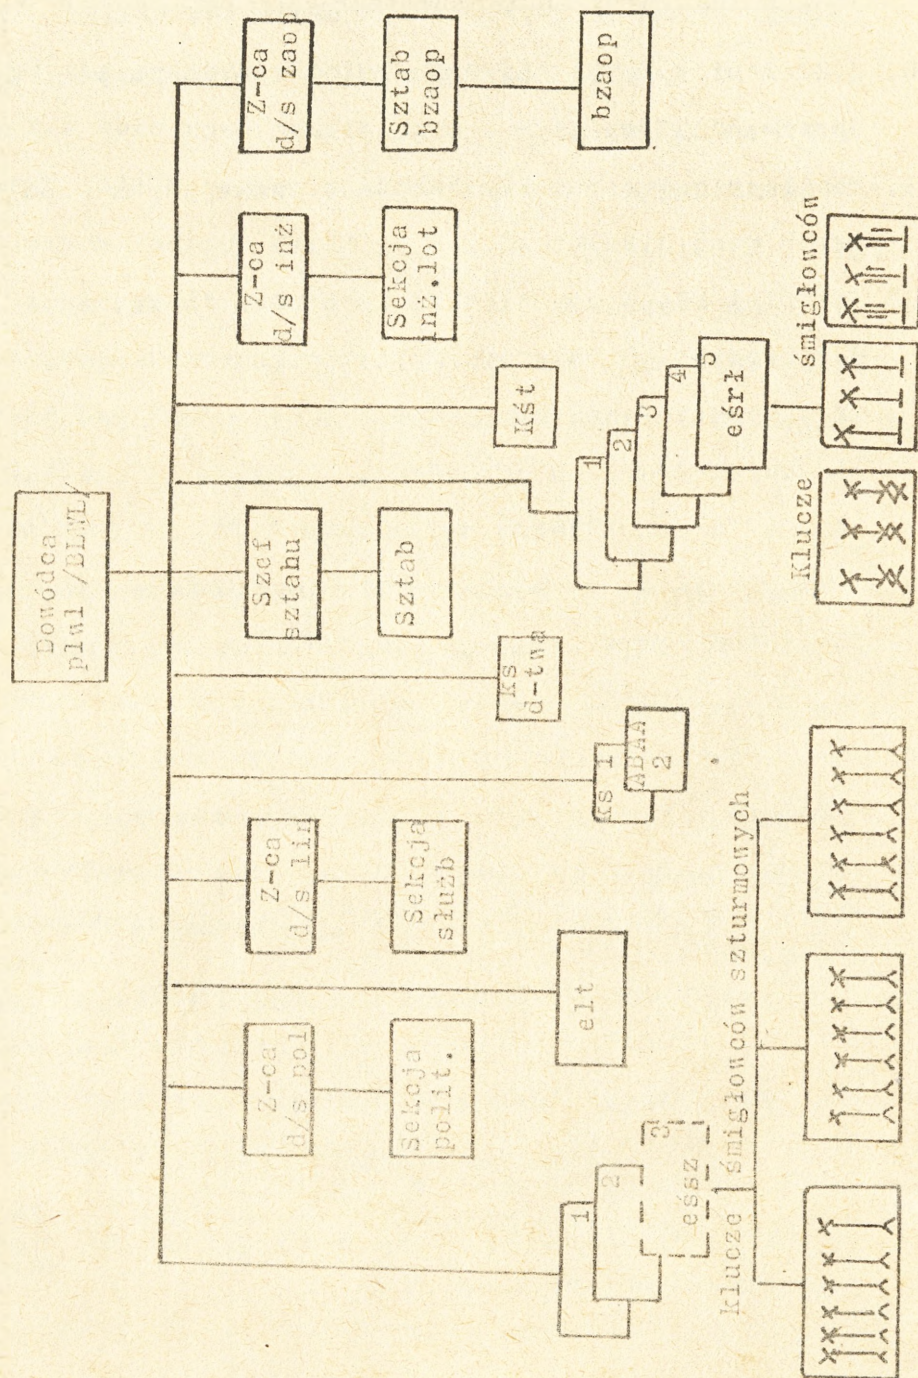 Dowódca
plwl /BLWL/
Z-ca
d/s pol
Z-ca
d/s lin
Szef
sztabu
Z-ca
d/s inż
Z-ca
d/s zaop
Sekcja
polit.
Sekcja
służb
Sztab
Sekcja
inż.lot
Sztab
bzaop
ks
d-twa
Kśt
elt
bzaop
1
2
3
eśsz
ks 1
ABAA
2
1
2
3
4
5
eśrł
klucze śmigłowców szturmowych
Klucze
śmigłowców